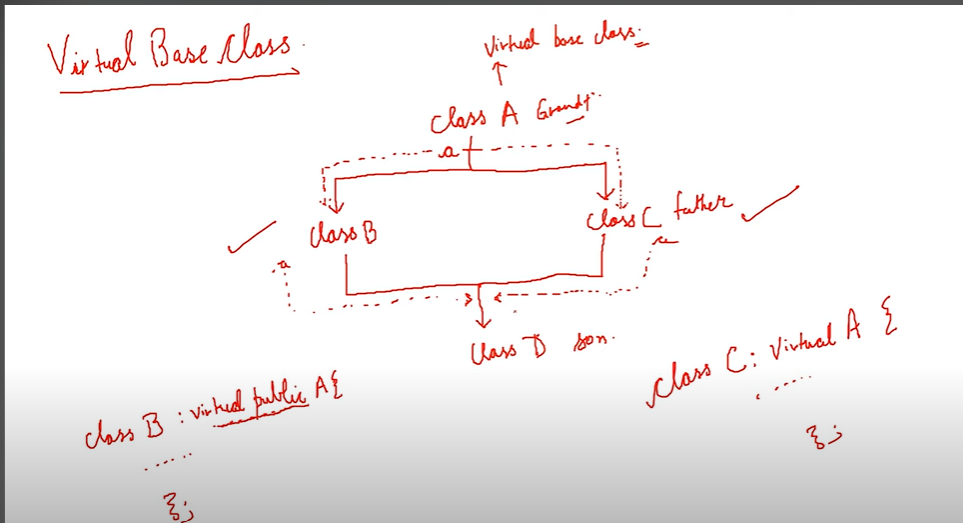 Virtual Base Class.
Virtual base class:
Class A Grandf.
a
Class B
Class C father
a
a
Class D son.
class B : virtual public A{
.....
};
class C: Virtual A {
.....
};